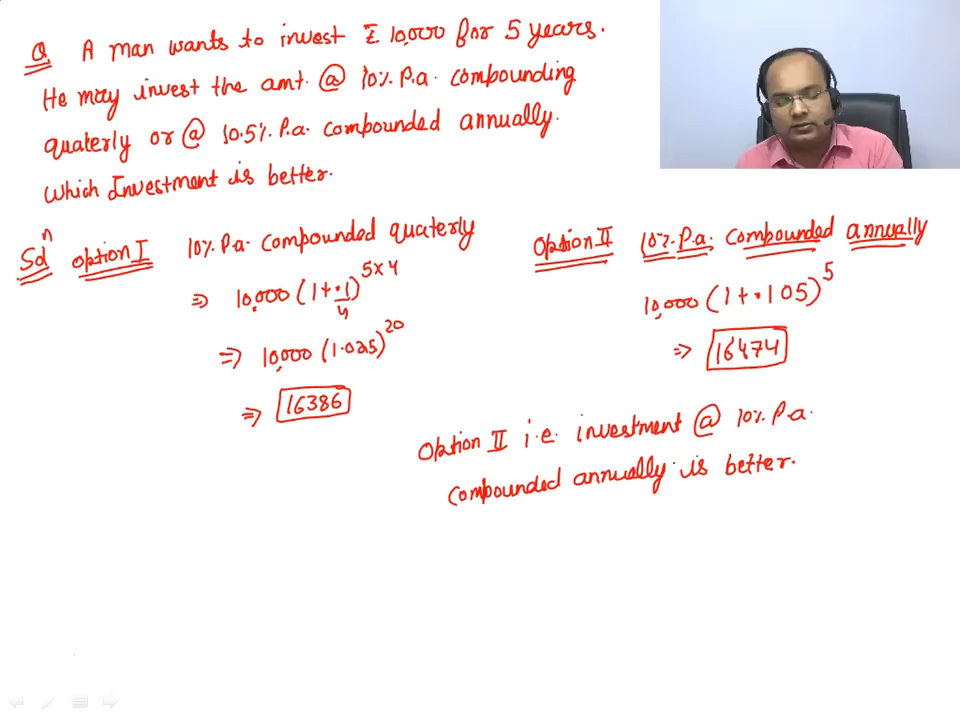 Q A man wants to invest ₹ 10,000 for 5 years.
He may invest the amt. @ 10% P.a. compounding
quaterly or @ 10.5% P.a. compounded annually.
which Investment is better.
Solⁿ option I 10% P.a. compounded quaterly
⇒ 10,000 (1+.1/4)^5×4
⇒ 10,000 (1.025)^20
⇒ 16386
option II 10%. P.a. compounded annually
10,000 (1+.105)^5
⇒ 16474
option II i.e. investment @ 10% P.a.
compounded annually is better.